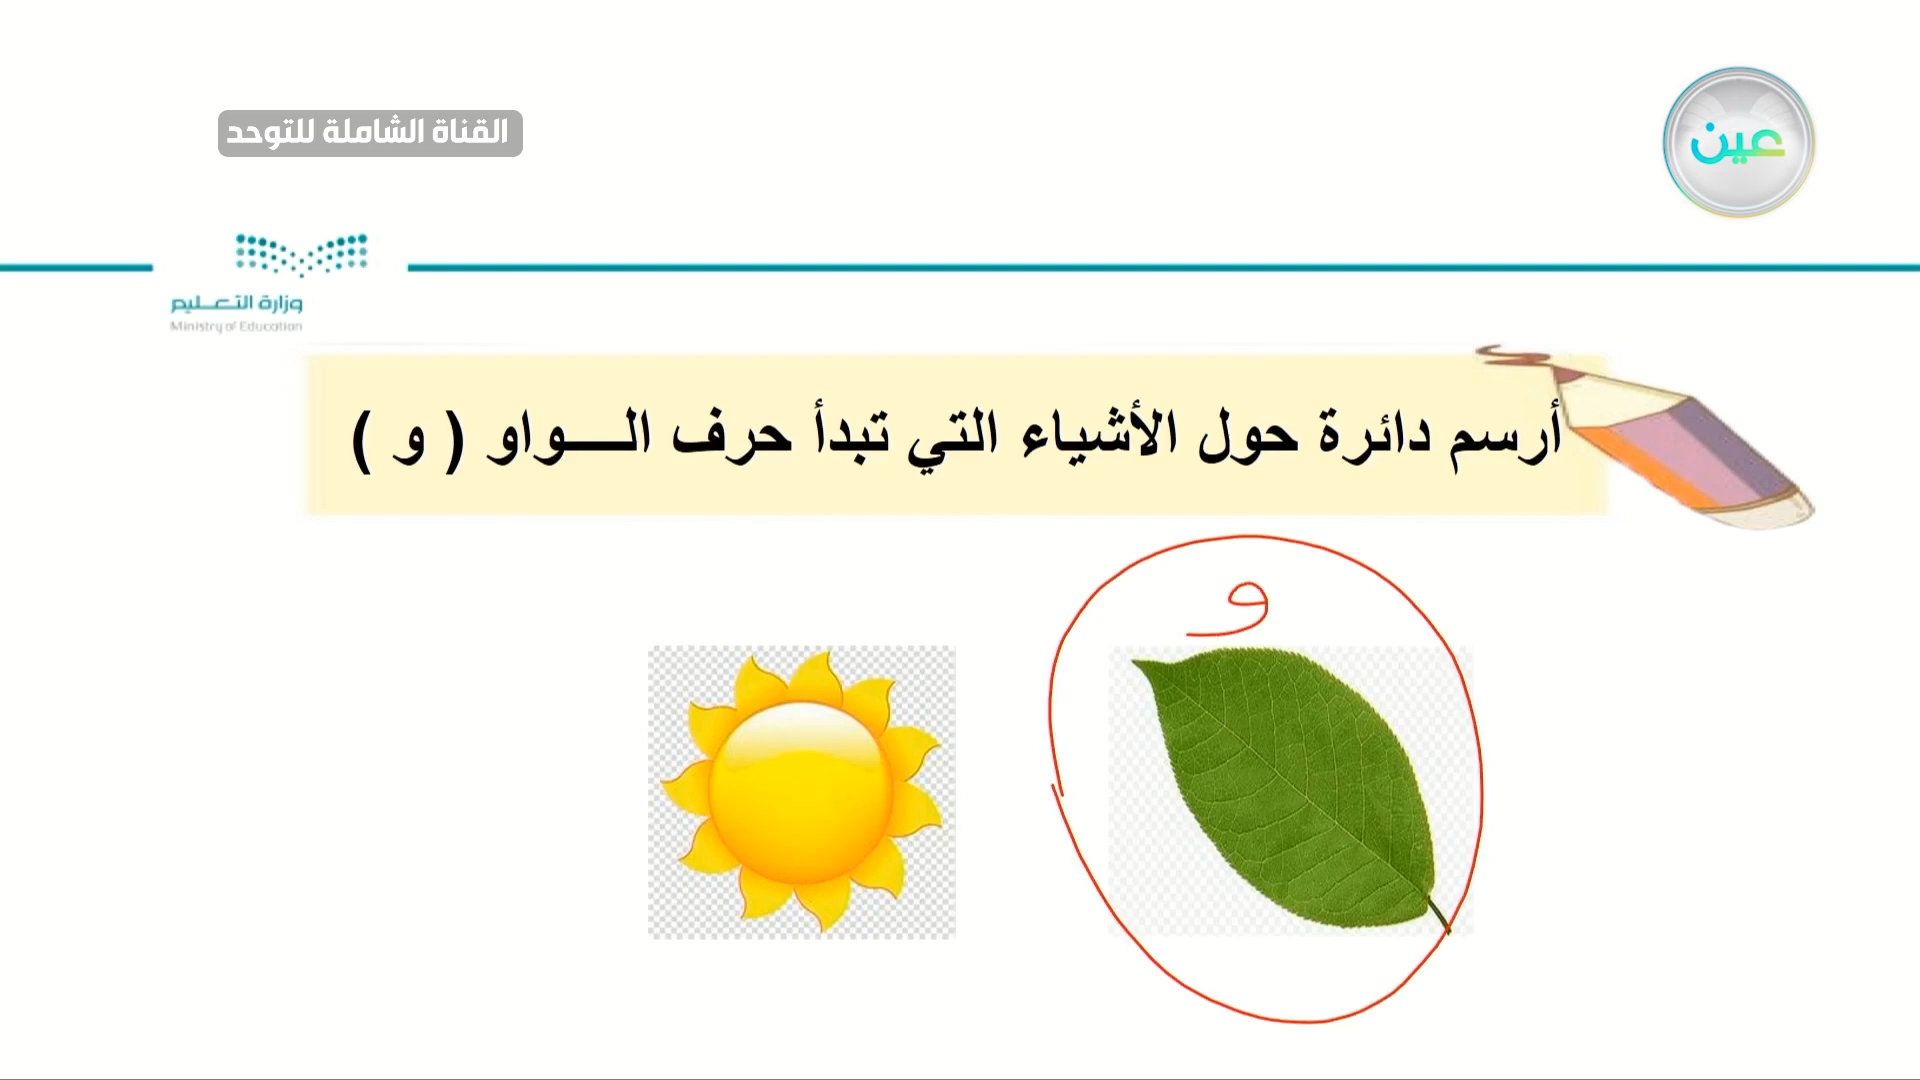 القناة الشاملة للتوحد
عين
وزارة التعليم
Ministry of Education
أرسم دائرة حول الأشياء التي تبدأ حرف الـــواو ( و )
و